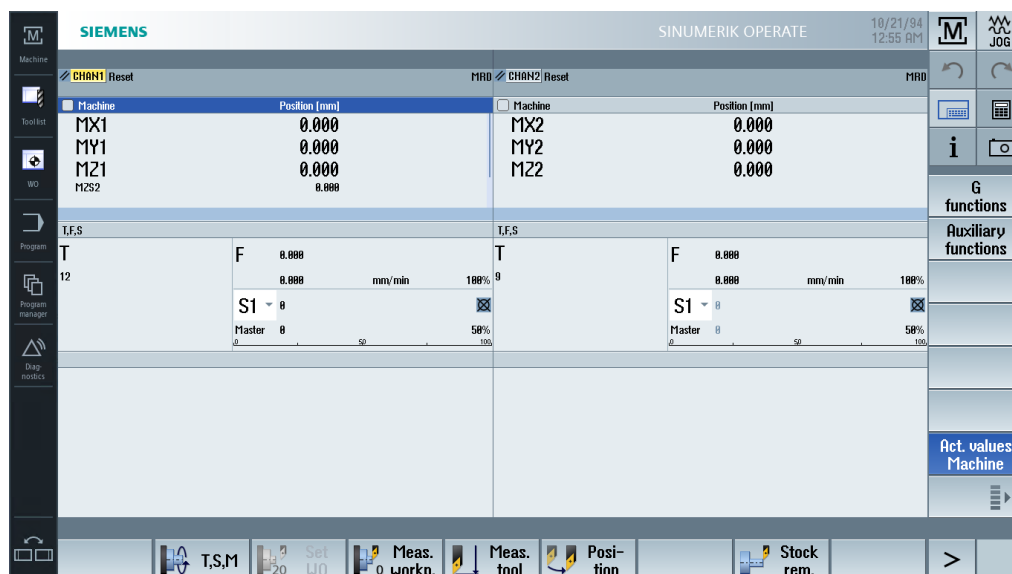 SIEMENS
SINUMERIK OPERATE
10/21/94
12:55 AM
M
JOG
Machine
CHAN1 Reset
MRD
CHAN2 Reset
MRD
Machine Position [mm]
MX1 0.000
MY1 0.000
MZ1 0.000
MZS2 0.000
Machine Position [mm]
MX2 0.000
MY2 0.000
MZ2 0.000
Tool list
WO
Program
Program
manager
Diag-
nostics
T,F,S
T
12
F 0.000
0.000 mm/min 100%
S1 0
Master 0 50%
0 50 100
T,F,S
T
9
F 0.000
0.000 mm/min 100%
S1 0
Master 0 50%
0 50 100
i
G
functions
Auxiliary
functions
Act. values
Machine
T,S,M
20
Set
WO
0
Meas.
workp.
Meas.
tool
Posi-
tion
Stock
rem.
>